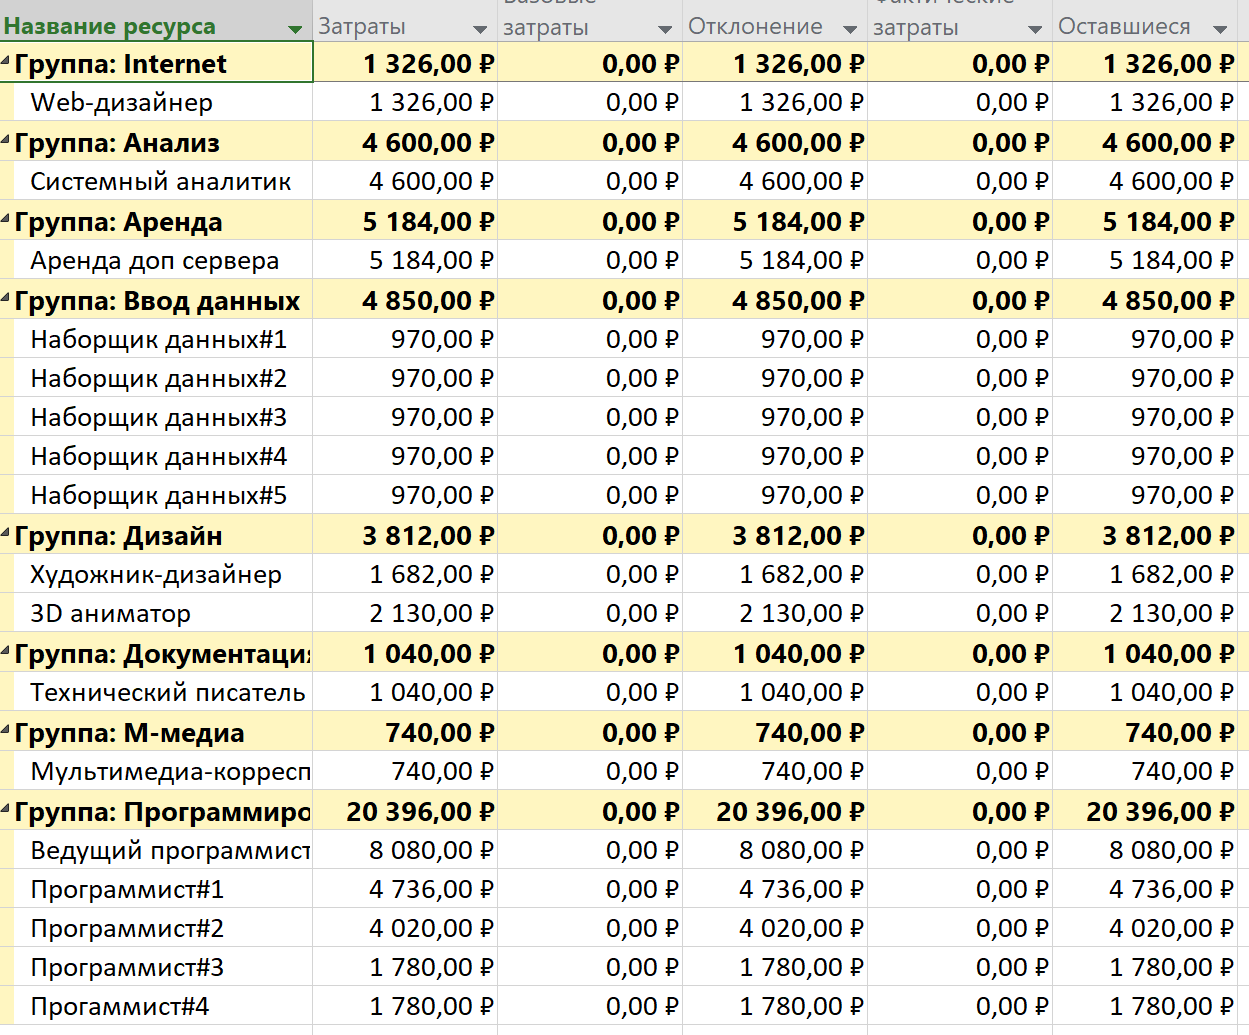 Название ресурса Затраты Базовые затраты Отклонение Фактические затраты Оставшиеся
Группа: Internet 1 326,00 ₽ 0,00 ₽ 1 326,00 ₽ 0,00 ₽ 1 326,00 ₽
Web-дизайнер 1 326,00 ₽ 0,00 ₽ 1 326,00 ₽ 0,00 ₽ 1 326,00 ₽
Группа: Анализ 4 600,00 ₽ 0,00 ₽ 4 600,00 ₽ 0,00 ₽ 4 600,00 ₽
Системный аналитик 4 600,00 ₽ 0,00 ₽ 4 600,00 ₽ 0,00 ₽ 4 600,00 ₽
Группа: Аренда 5 184,00 ₽ 0,00 ₽ 5 184,00 ₽ 0,00 ₽ 5 184,00 ₽
Аренда доп сервера 5 184,00 ₽ 0,00 ₽ 5 184,00 ₽ 0,00 ₽ 5 184,00 ₽
Группа: Ввод данных 4 850,00 ₽ 0,00 ₽ 4 850,00 ₽ 0,00 ₽ 4 850,00 ₽
Наборщик данных#1 970,00 ₽ 0,00 ₽ 970,00 ₽ 0,00 ₽ 970,00 ₽
Наборщик данных#2 970,00 ₽ 0,00 ₽ 970,00 ₽ 0,00 ₽ 970,00 ₽
Наборщик данных#3 970,00 ₽ 0,00 ₽ 970,00 ₽ 0,00 ₽ 970,00 ₽
Наборщик данных#4 970,00 ₽ 0,00 ₽ 970,00 ₽ 0,00 ₽ 970,00 ₽
Наборщик данных#5 970,00 ₽ 0,00 ₽ 970,00 ₽ 0,00 ₽ 970,00 ₽
Группа: Дизайн 3 812,00 ₽ 0,00 ₽ 3 812,00 ₽ 0,00 ₽ 3 812,00 ₽
Художник-дизайнер 1 682,00 ₽ 0,00 ₽ 1 682,00 ₽ 0,00 ₽ 1 682,00 ₽
3D аниматор 2 130,00 ₽ 0,00 ₽ 2 130,00 ₽ 0,00 ₽ 2 130,00 ₽
Группа: Документация 1 040,00 ₽ 0,00 ₽ 1 040,00 ₽ 0,00 ₽ 1 040,00 ₽
Технический писатель 1 040,00 ₽ 0,00 ₽ 1 040,00 ₽ 0,00 ₽ 1 040,00 ₽
Группа: М-медиа 740,00 ₽ 0,00 ₽ 740,00 ₽ 0,00 ₽ 740,00 ₽
Мультимедиа-корресп 740,00 ₽ 0,00 ₽ 740,00 ₽ 0,00 ₽ 740,00 ₽
Группа: Программиро 20 396,00 ₽ 0,00 ₽ 20 396,00 ₽ 0,00 ₽ 20 396,00 ₽
Ведущий программист 8 080,00 ₽ 0,00 ₽ 8 080,00 ₽ 0,00 ₽ 8 080,00 ₽
Программист#1 4 736,00 ₽ 0,00 ₽ 4 736,00 ₽ 0,00 ₽ 4 736,00 ₽
Программист#2 4 020,00 ₽ 0,00 ₽ 4 020,00 ₽ 0,00 ₽ 4 020,00 ₽
Программист#3 1 780,00 ₽ 0,00 ₽ 1 780,00 ₽ 0,00 ₽ 1 780,00 ₽
Прогаммист#4 1 780,00 ₽ 0,00 ₽ 1 780,00 ₽ 0,00 ₽ 1 780,00 ₽